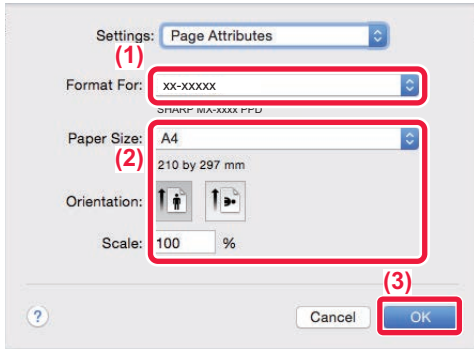 Settings: Page Attributes
(1)
Format For: xx-xxxxx
SHARP MX-xxxx PPD
Paper Size: A4
(2) 210 by 297 mm
Orientation:
Scale: 100 %
(3)
? Cancel OK